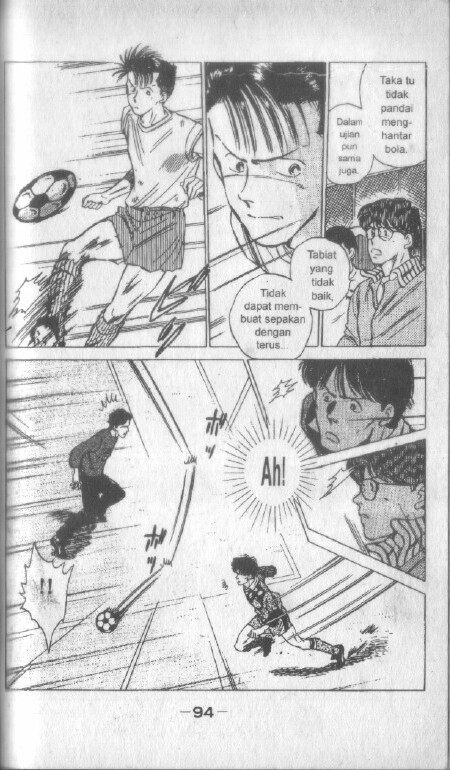 Taka tu
tidak
pandai
meng-
hantar
bola.
Dalam
ujian
pun
sama
juga.
Tabiat
yang
tidak
baik,
Tidak
dapat mem-
buat sepakan
dengan
terus...
Ah!
!!
–94–